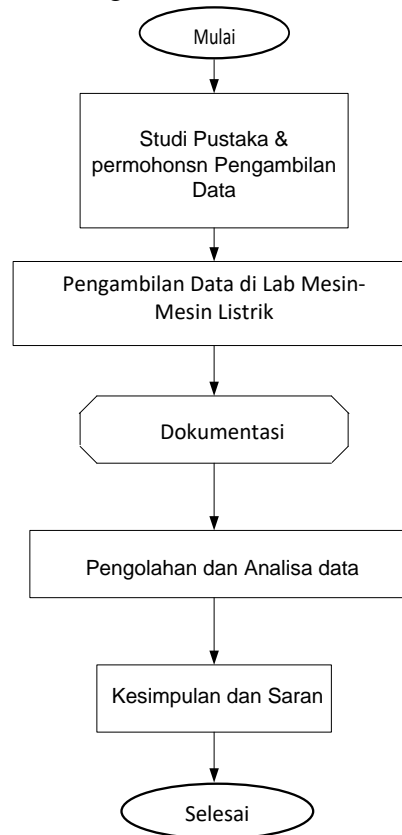 Mulai
Studi Pustaka &
permohonsn Pengambilan
Data
Pengambilan Data di Lab Mesin-
Mesin Listrik
Dokumentasi
Pengolahan dan Analisa data
Kesimpulan dan Saran
Selesai